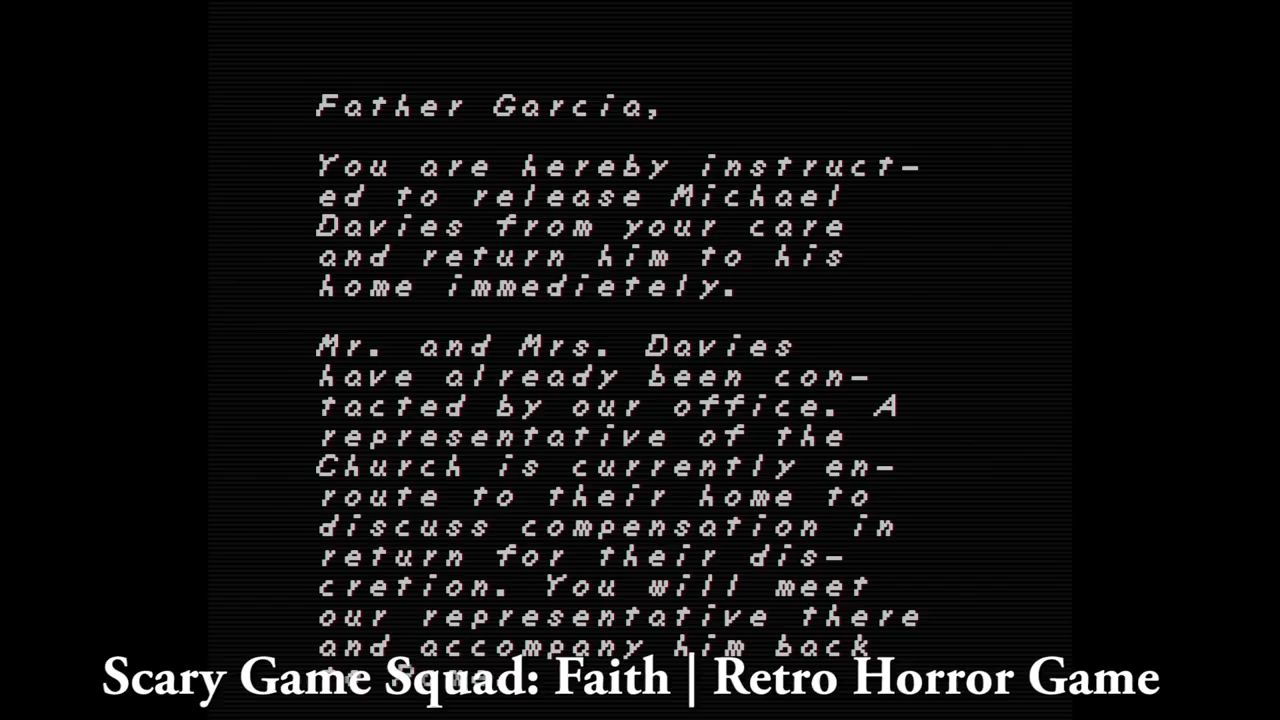 Father Garcia,
You are hereby instruct-
ed to release Michael
Davies from your care
and return him to his
home immedietely.
Mr. and Mrs. Davies
have already been con-
tacted by our office. A
representative of the
Church is currently en-
route to their home to
discuss compensation in
return for their dis-
cretion. You will meet
our representative there
and accompany him back
Scary Game Squad: Faith | Retro Horror Game